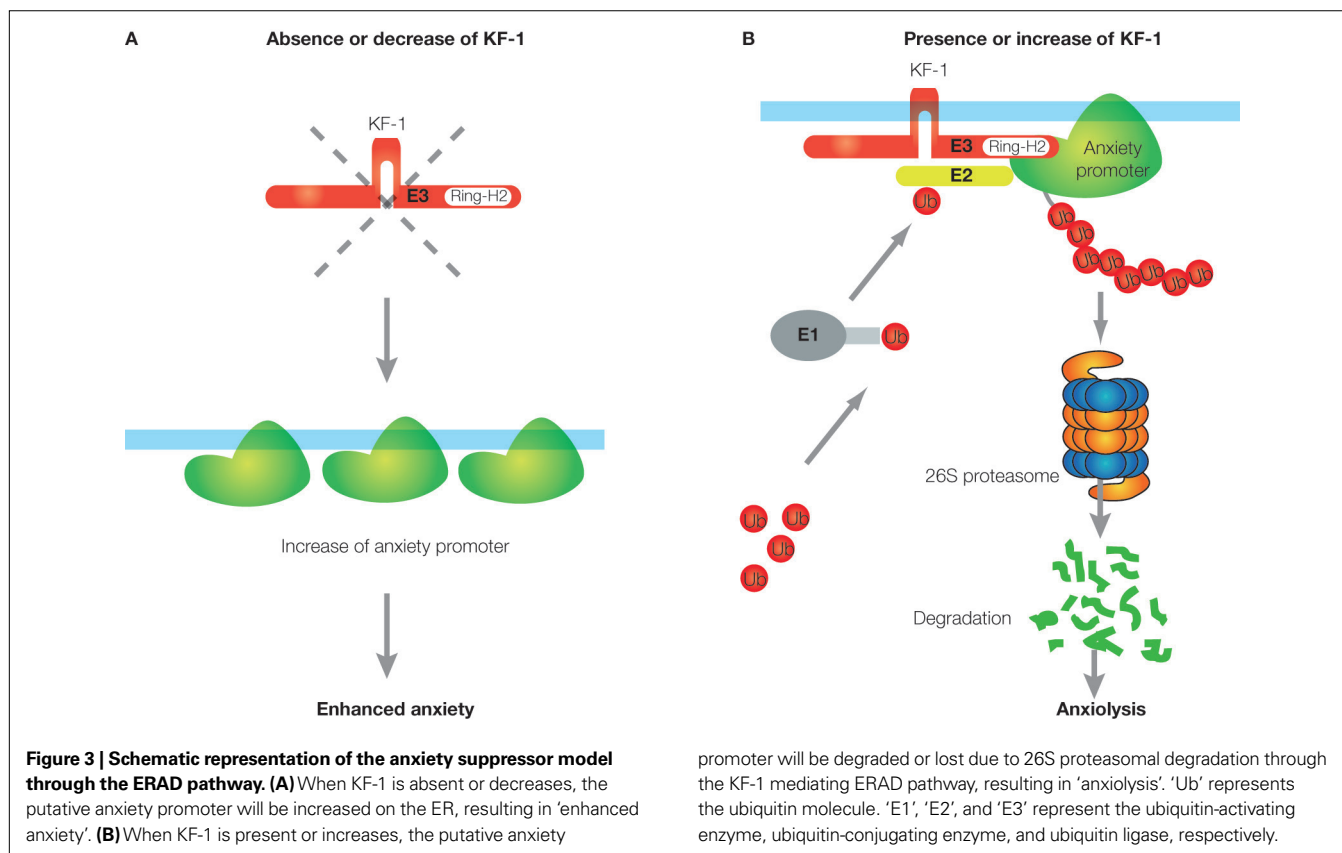 A
Absence or decrease of KF-1
KF-1
E3
Ring-H2
Increase of anxiety promoter
Enhanced anxiety
B
Presence or increase of KF-1
KF-1
E3
Ring-H2
Anxiety
promoter
E2
Ub
Ub
Ub
Ub
Ub
Ub
Ub
Ub
Ub
E1
Ub
26S proteasome
Ub
Ub
Ub
Ub
Degradation
Anxiolysis
Figure 3 | Schematic representation of the anxiety suppressor model
through the ERAD pathway. (A) When KF-1 is absent or decreases, the
putative anxiety promoter will be increased on the ER, resulting in ‘enhanced
anxiety’. (B) When KF-1 is present or increases, the putative anxiety
promoter will be degraded or lost due to 26S proteasomal degradation through
the KF-1 mediating ERAD pathway, resulting in ‘anxiolysis’. ‘Ub’ represents
the ubiquitin molecule. ‘E1’, ‘E2’, and ‘E3’ represent the ubiquitin-activating
enzyme, ubiquitin-conjugating enzyme, and ubiquitin ligase, respectively.